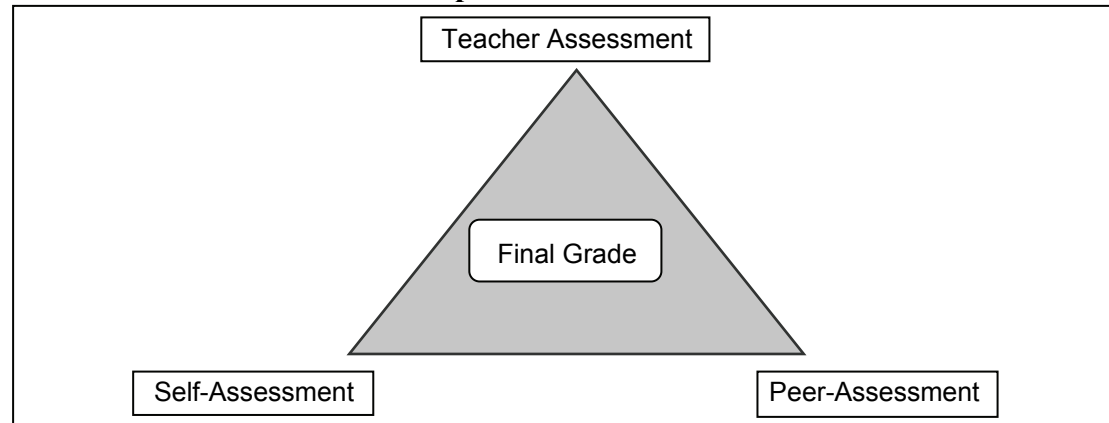 Teacher Assessment
Final Grade
Self-Assessment
Peer-Assessment